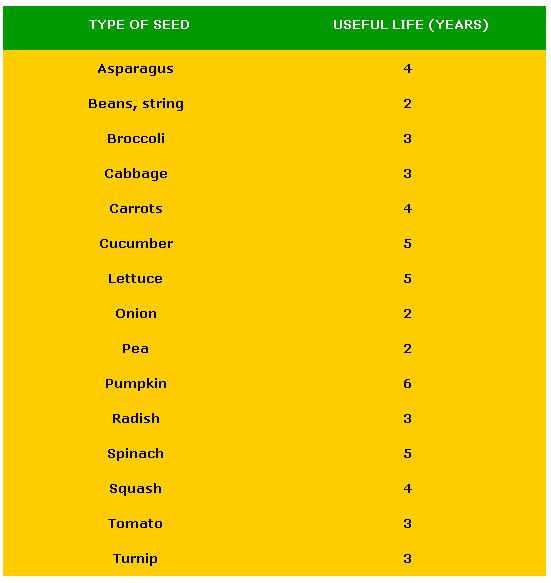 TYPE OF SEED USEFUL LIFE (YEARS)
Asparagus 4
Beans, string 2
Broccoli 3
Cabbage 3
Carrots 4
Cucumber 5
Lettuce 5
Onion 2
Pea 2
Pumpkin 6
Radish 3
Spinach 5
Squash 4
Tomato 3
Turnip 3